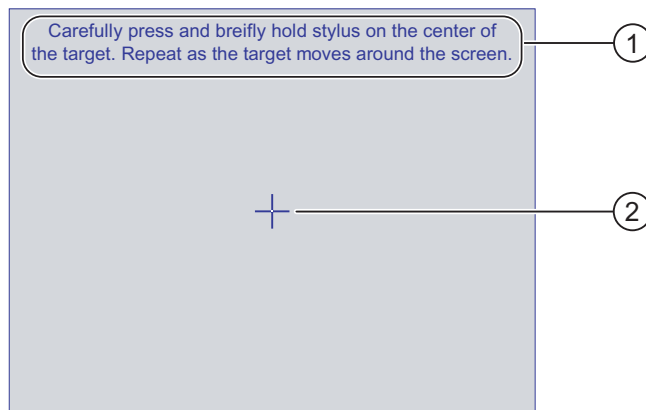 Carefully press and breifly hold stylus on the center of
the target. Repeat as the target moves around the screen.
1
2